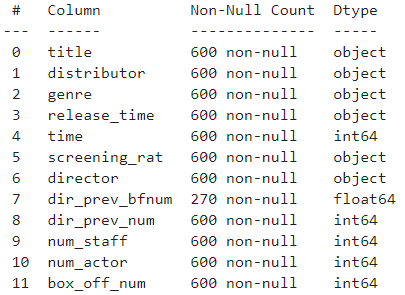 #   Column         Non-Null Count  Dtype
---  ------         --------------  -----
0   title          600 non-null    object
1   distributor    600 non-null    object
2   genre          600 non-null    object
3   release_time   600 non-null    object
4   time           600 non-null    int64
5   screening_rat  600 non-null    object
6   director       600 non-null    object
7   dir_prev_bfnum  270 non-null    float64
8   dir_prev_num   600 non-null    int64
9   num_staff      600 non-null    int64
10  num_actor      600 non-null    int64
11  box_off_num    600 non-null    int64